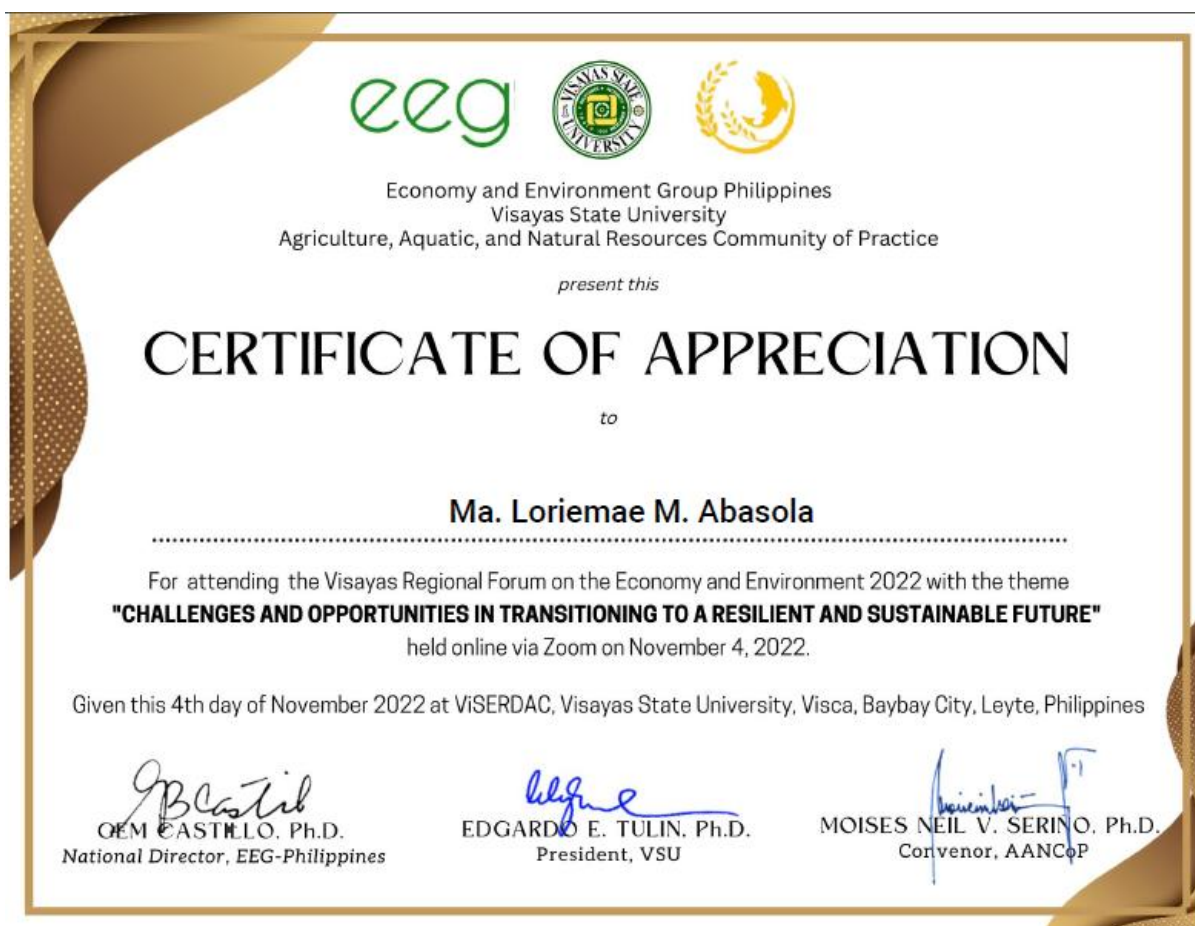 eeg
VISAYAS STATE UNIVERSITY
Economy and Environment Group Philippines
Visayas State University
Agriculture, Aquatic, and Natural Resources Community of Practice
present this
CERTIFICATE OF APPRECIATION
to
Ma. Loriemae M. Abasola
For attending the Visayas Regional Forum on the Economy and Environment 2022 with the theme
"CHALLENGES AND OPPORTUNITIES IN TRANSITIONING TO A RESILIENT AND SUSTAINABLE FUTURE"
held online via Zoom on November 4, 2022.
Given this 4th day of November 2022 at ViSERDAC, Visayas State University, Visca, Baybay City, Leyte, Philippines
OEM CASTILLO, Ph.D.
National Director, EEG-Philippines
EDGARDO E. TULIN, Ph.D.
President, VSU
MOISES NEIL V. SERIÑO, Ph.D.
Convenor, AANCoP